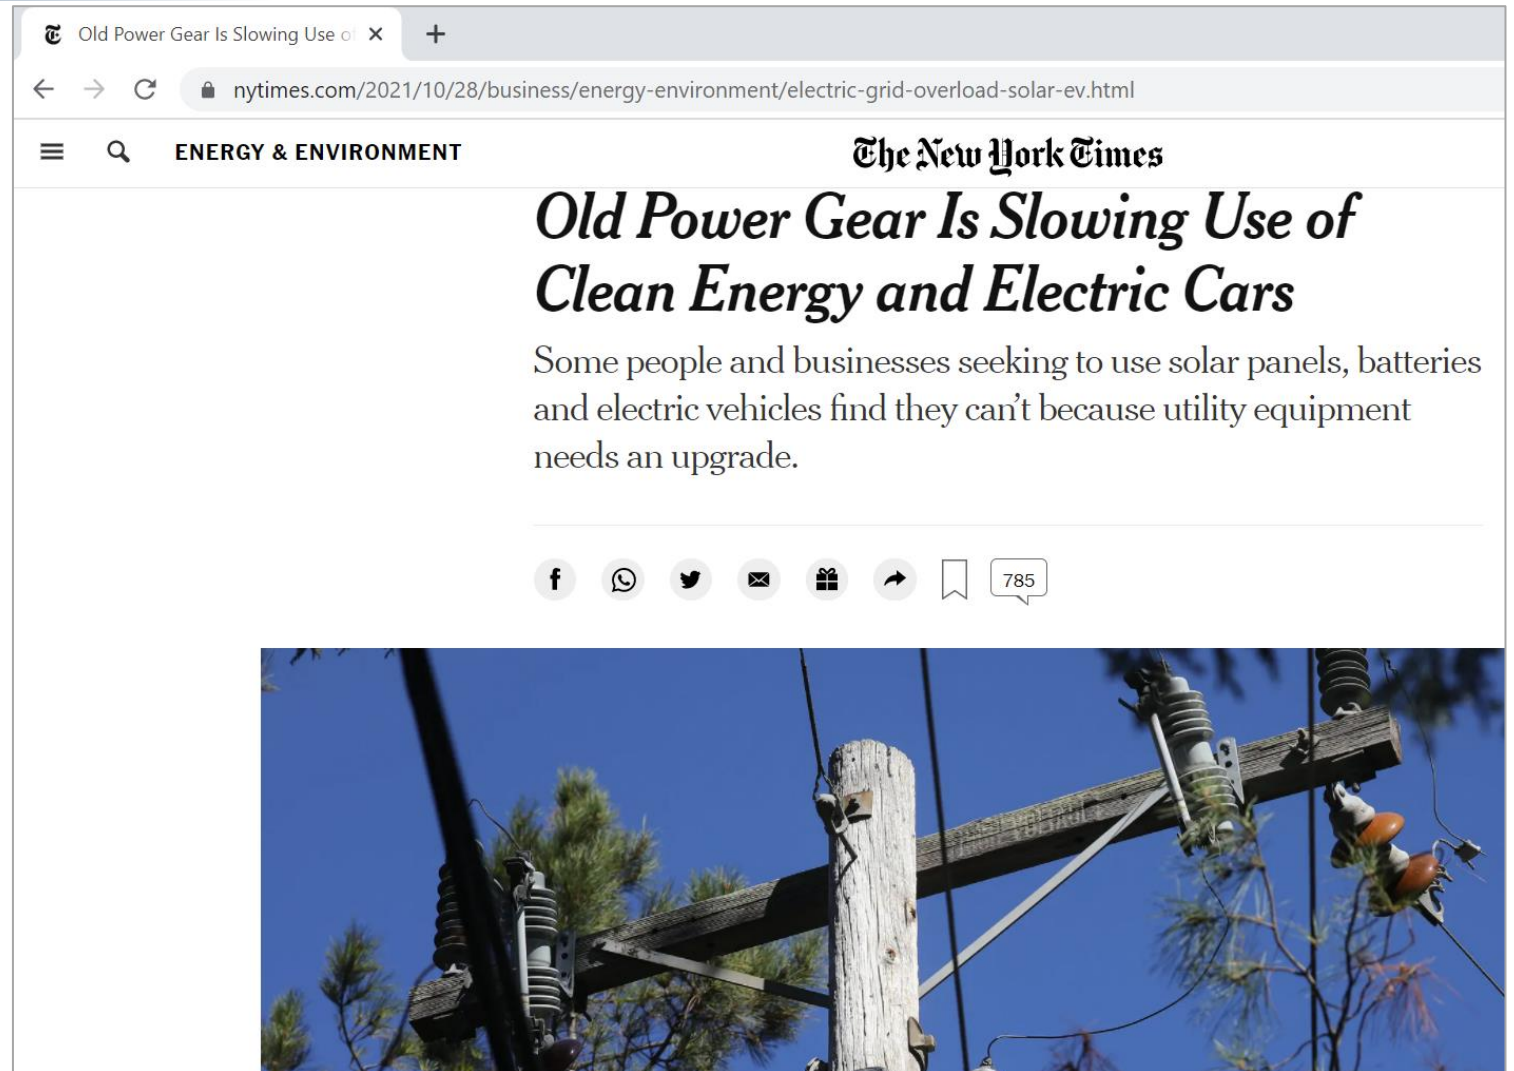 Old Power Gear Is Slowing Use o
nytimes.com/2021/10/28/business/energy-environment/electric-grid-overload-solar-ev.html
ENERGY & ENVIRONMENT
The New York Times
Old Power Gear Is Slowing Use of
Clean Energy and Electric Cars
Some people and businesses seeking to use solar panels, batteries
and electric vehicles find they can’t because utility equipment
needs an upgrade.
785